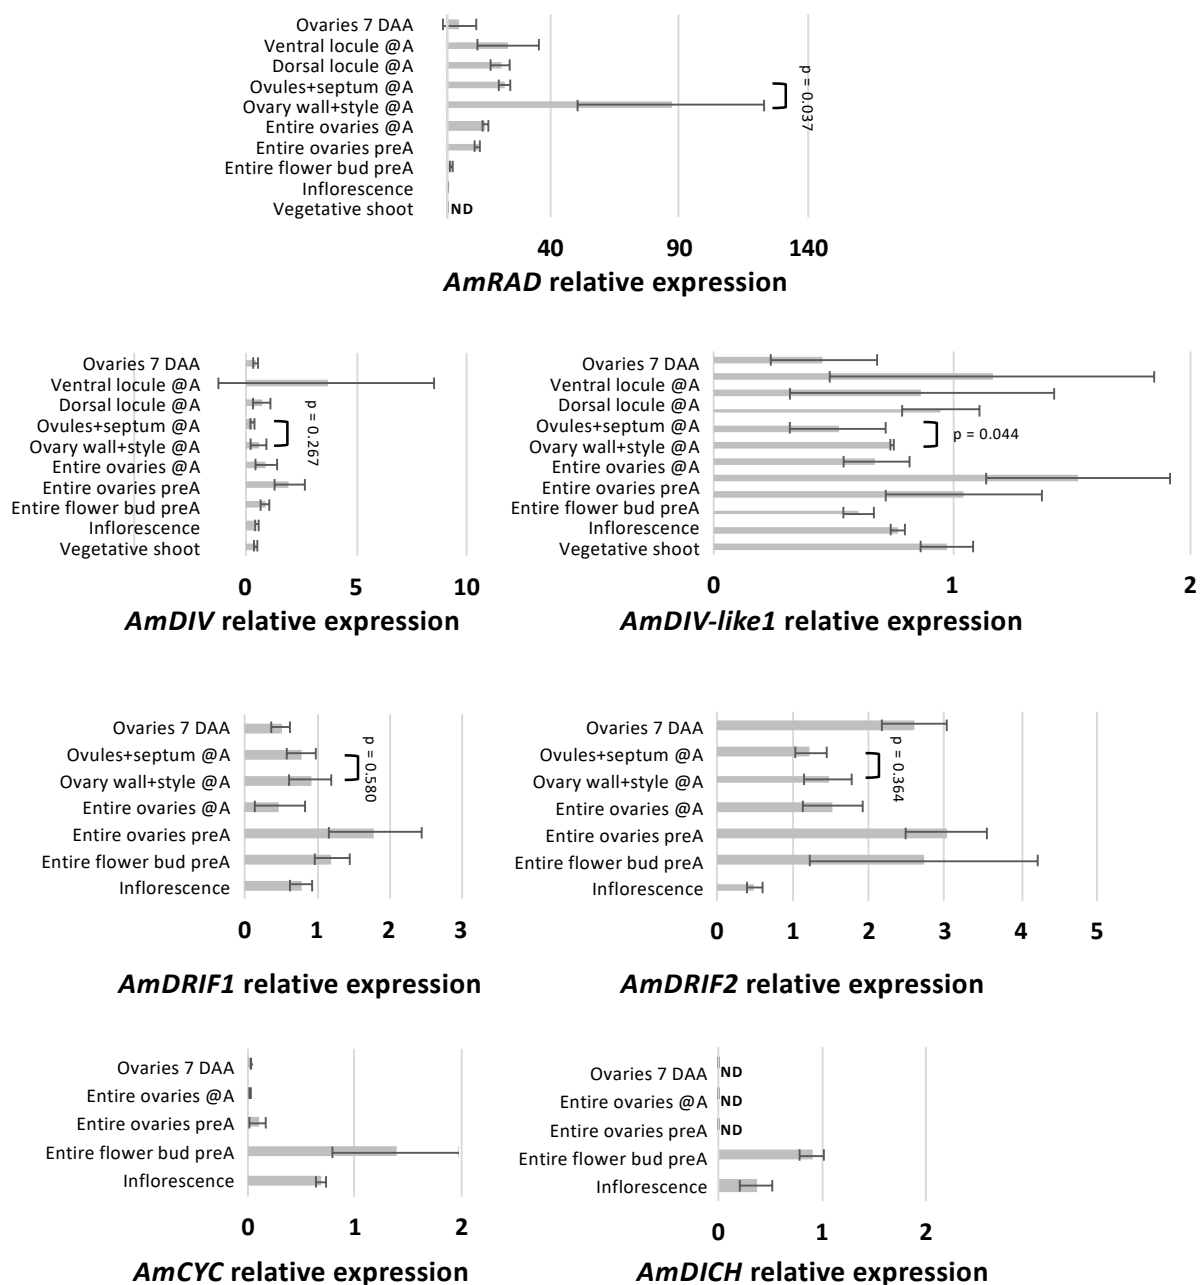 Ovaries 7 DAA
Ventral locule @A
Dorsal locule @A
Ovules+septum @A
Ovary wall+style @A
Entire ovaries @A
Entire ovaries preA
Entire flower bud preA
Inflorescence
Vegetative shoot
ND
p = 0.037
40 90 140
AmRAD relative expression
Ovaries 7 DAA
Ventral locule @A
Dorsal locule @A
Ovules+septum @A
Ovary wall+style @A
Entire ovaries @A
Entire ovaries preA
Entire flower bud preA
Inflorescence
Vegetative shoot
p = 0.267
0 5 10
AmDIV relative expression
Ovaries 7 DAA
Ventral locule @A
Dorsal locule @A
Ovules+septum @A
Ovary wall+style @A
Entire ovaries @A
Entire ovaries preA
Entire flower bud preA
Inflorescence
Vegetative shoot
p = 0.044
0 1 2
AmDIV-like1 relative expression
Ovaries 7 DAA
Ovules+septum @A
Ovary wall+style @A
Entire ovaries @A
Entire ovaries preA
Entire flower bud preA
Inflorescence
p = 0.580
0 1 2 3
AmDRIF1 relative expression
Ovaries 7 DAA
Ovules+septum @A
Ovary wall+style @A
Entire ovaries @A
Entire ovaries preA
Entire flower bud preA
Inflorescence
p = 0.364
0 1 2 3 4 5
AmDRIF2 relative expression
Ovaries 7 DAA
Entire ovaries @A
Entire ovaries preA
Entire flower bud preA
Inflorescence
0 1 2
AmCYC relative expression
Ovaries 7 DAA
ND
Entire ovaries @A
ND
Entire ovaries preA
ND
Entire flower bud preA
Inflorescence
0 1 2
AmDICH relative expression